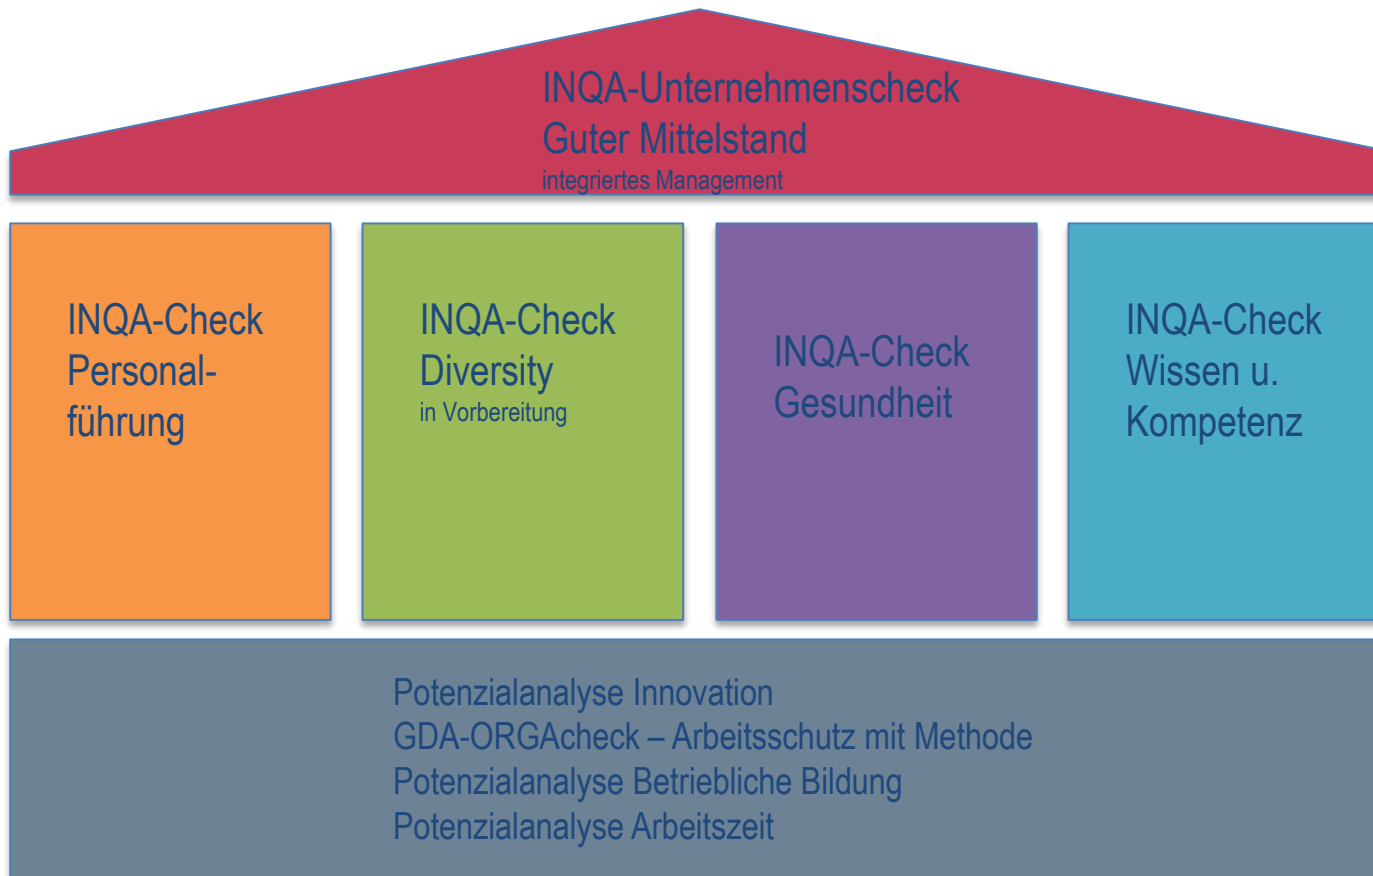 INQA-Unternehmenscheck
Guter Mittelstand
integriertes Management
INQA-Check
Personal-
führung
INQA-Check
Diversity
in Vorbereitung
INQA-Check
Gesundheit
INQA-Check
Wissen u.
Kompetenz
Potenzialanalyse Innovation
GDA-ORGAcheck – Arbeitsschutz mit Methode
Potenzialanalyse Betriebliche Bildung
Potenzialanalyse Arbeitszeit